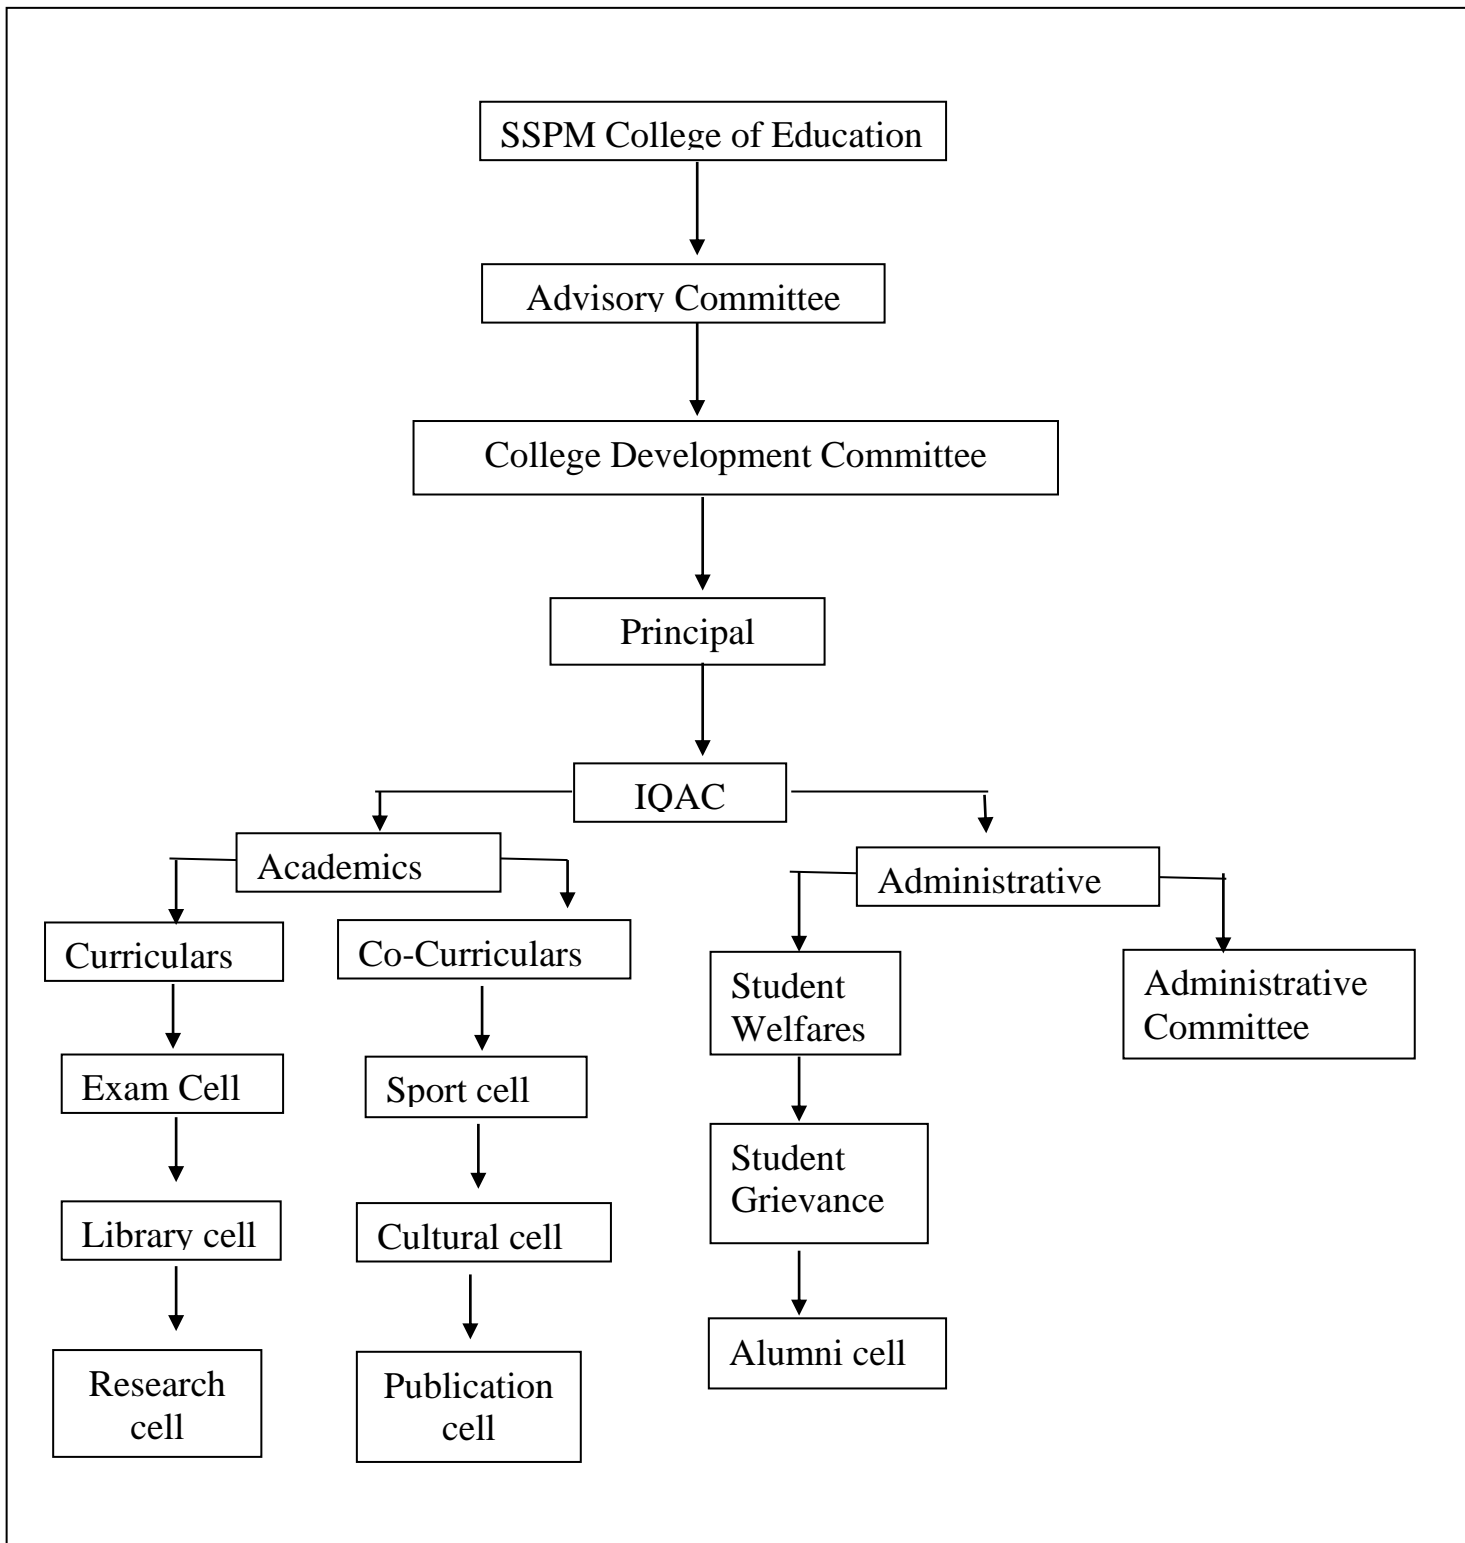 SSPM College of Education
Advisory Committee
College Development Committee
Principal
IQAC
Academics
Administrative
Curriculars
Co-Curriculars
Student
Welfares
Administrative
Committee
Exam Cell
Sport cell
Student
Grievance
Library cell
Cultural cell
Alumni cell
Research
cell
Publication
cell